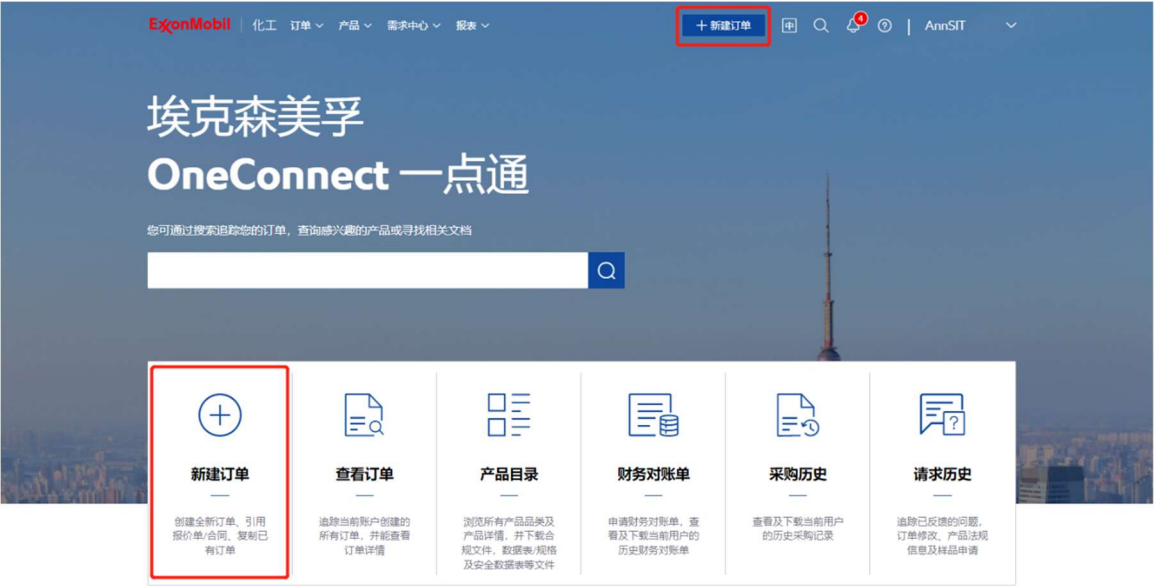 ExxonMobil 化工 订单 产品 需求中心 报表 + 新建订单 中 4 ? | AnnSIT
埃克森美孚
OneConnect 一点通
您可通过搜索追踪您的订单，查询感兴趣的产品或寻找相关文档
新建订单 查看订单 产品目录 财务对账单 采购历史 请求历史
创建全新订单、引用
报价单/合同、复制已
有订单
追踪当前账户创建的
所有订单，并能查看
订单详情
浏览所有产品品类及
产品详情，并下载合
规文件，数据表/规格
及安全数据表等文件
申请财务对账单，查
看及下载当前用户的
历史财务对账单
查看及下载当前用户
的历史采购记录
追踪已反馈的问题，
订单修改、产品法规
信息及样品申请